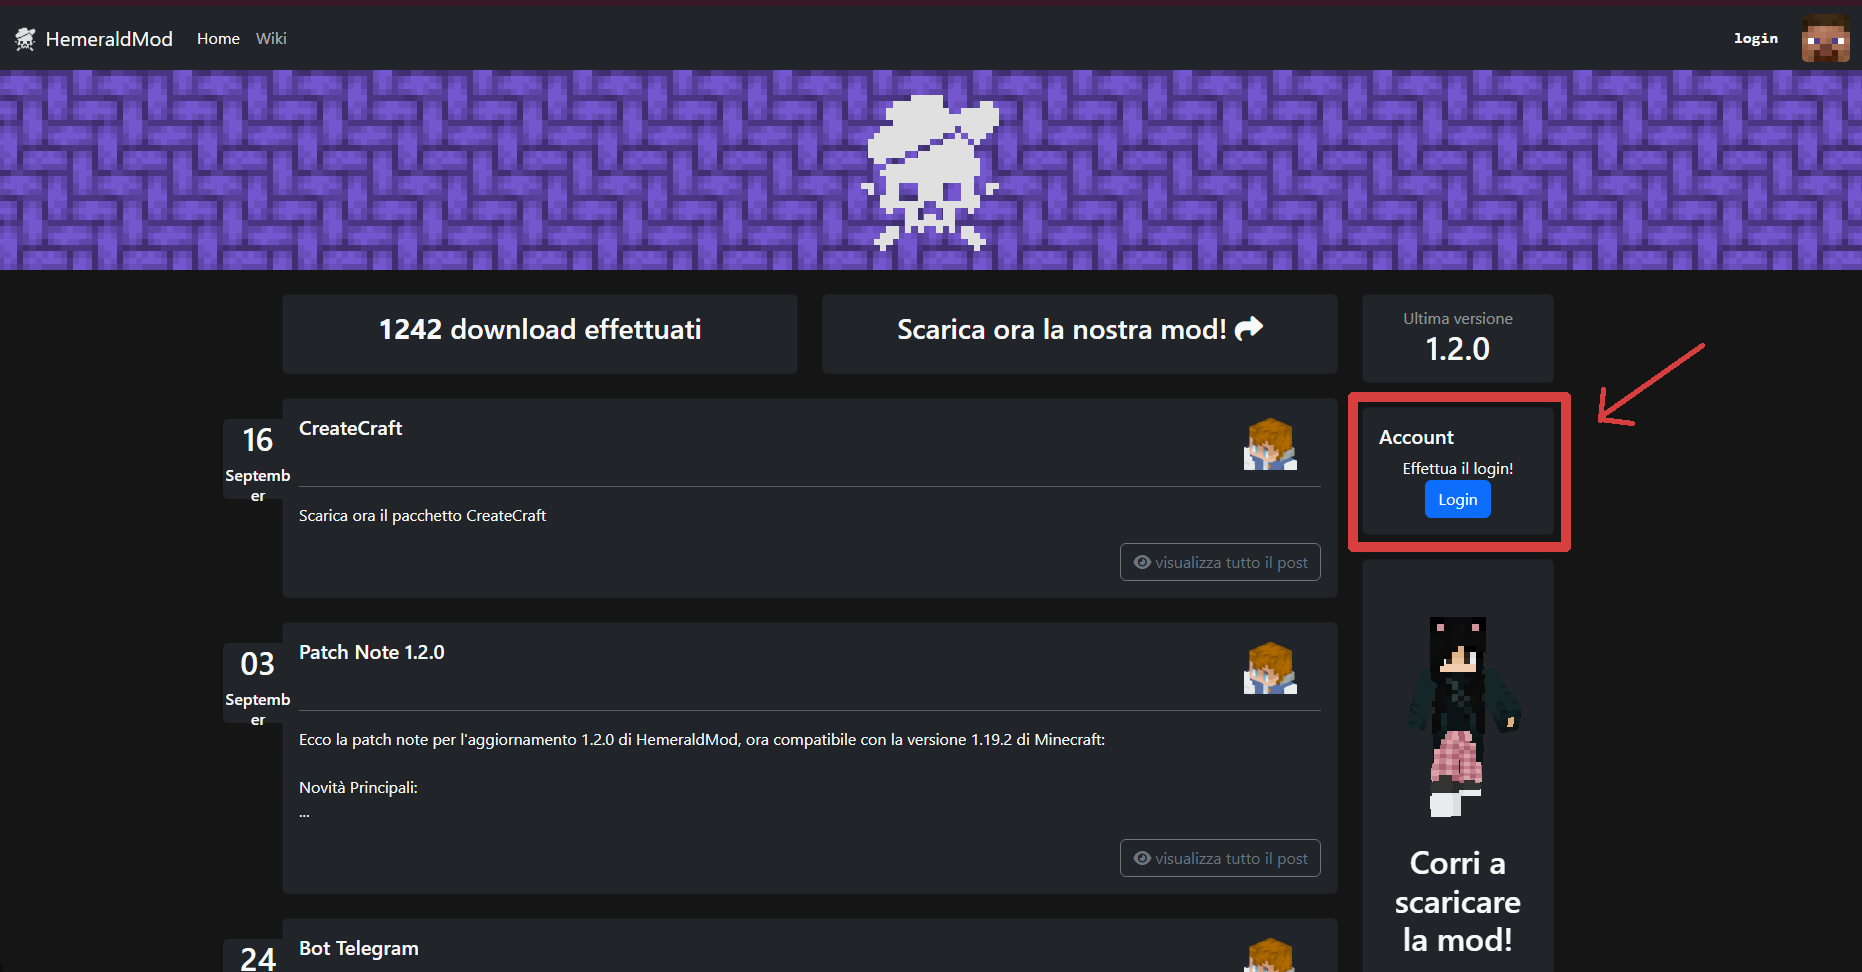 HemeraldMod Home Wiki login
1242 download effettuati
Scarica ora la nostra mod!
Ultima versione
1.2.0
16
Septemb
er
CreateCraft
Scarica ora il pacchetto CreateCraft
visualizza tutto il post
Account
Effettua il login!
Login
03
Septemb
er
Patch Note 1.2.0
Ecco la patch note per l'aggiornamento 1.2.0 di HemeraldMod, ora compatibile con la versione 1.19.2 di Minecraft:
Novità Principali:
...
visualizza tutto il post
Corri a
scaricare
la mod!
24
Bot Telegram